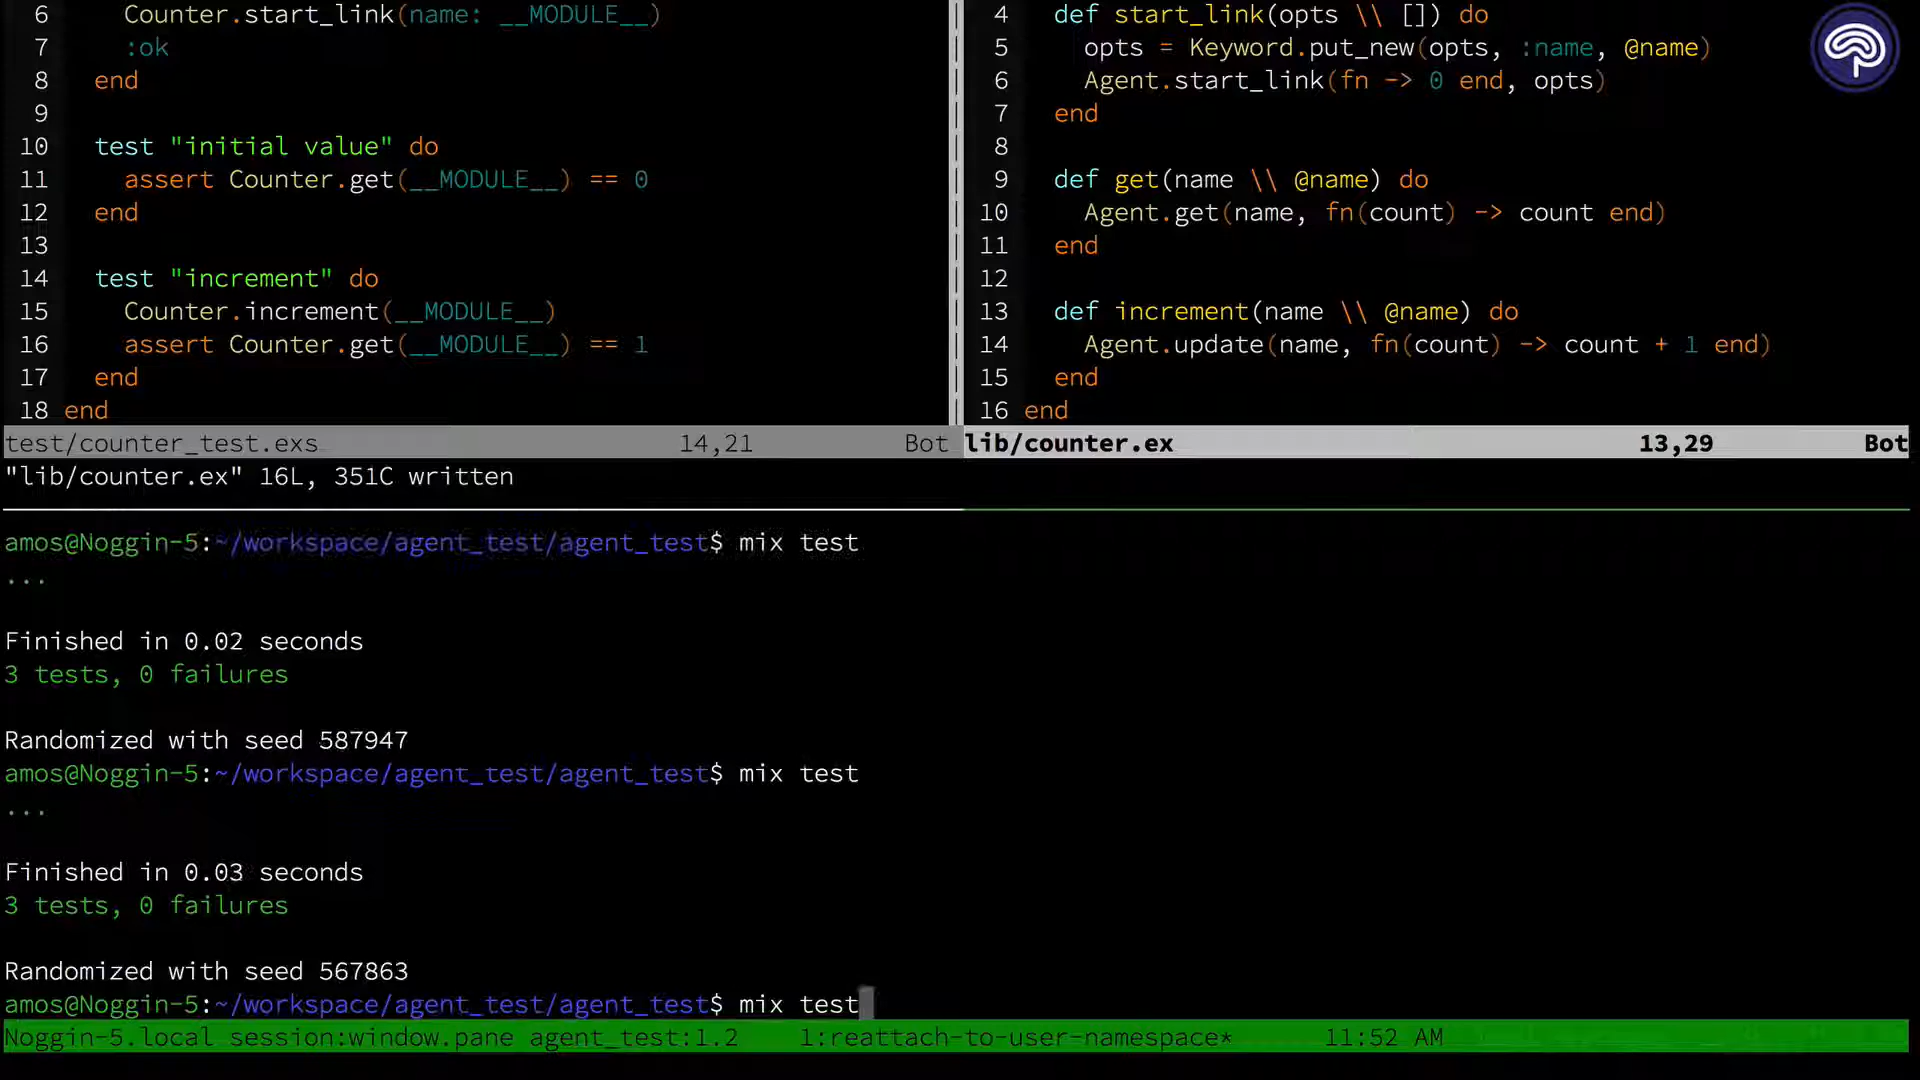 6     Counter.start_link(name: __MODULE__)
7     :ok
8   end
9
10   test "initial value" do
11     assert Counter.get(__MODULE__) == 0
12   end
13
14   test "increment" do
15     Counter.increment(__MODULE__)
16     assert Counter.get(__MODULE__) == 1
17   end
18 end
test/counter_test.exs 14,21 Bot
4   def start_link(opts \\ []) do
5     opts = Keyword.put_new(opts, :name, @name)
6     Agent.start_link(fn -> 0 end, opts)
7   end
8
9   def get(name \\ @name) do
10     Agent.get(name, fn(count) -> count end)
11   end
12
13   def increment(name \\ @name) do
14     Agent.update(name, fn(count) -> count + 1 end)
15   end
16 end
lib/counter.ex 13,29 Bot
"lib/counter.ex" 16L, 351C written
amos@Noggin-5:~/workspace/agent_test/agent_test$ mix test
...
Finished in 0.02 seconds
3 tests, 0 failures
Randomized with seed 587947
amos@Noggin-5:~/workspace/agent_test/agent_test$ mix test
...
Finished in 0.03 seconds
3 tests, 0 failures
Randomized with seed 567863
amos@Noggin-5:~/workspace/agent_test/agent_test$ mix test
Noggin-5.local session:window.pane agent_test:1.2 1:reattach-to-user-namespace* 11:52 AM